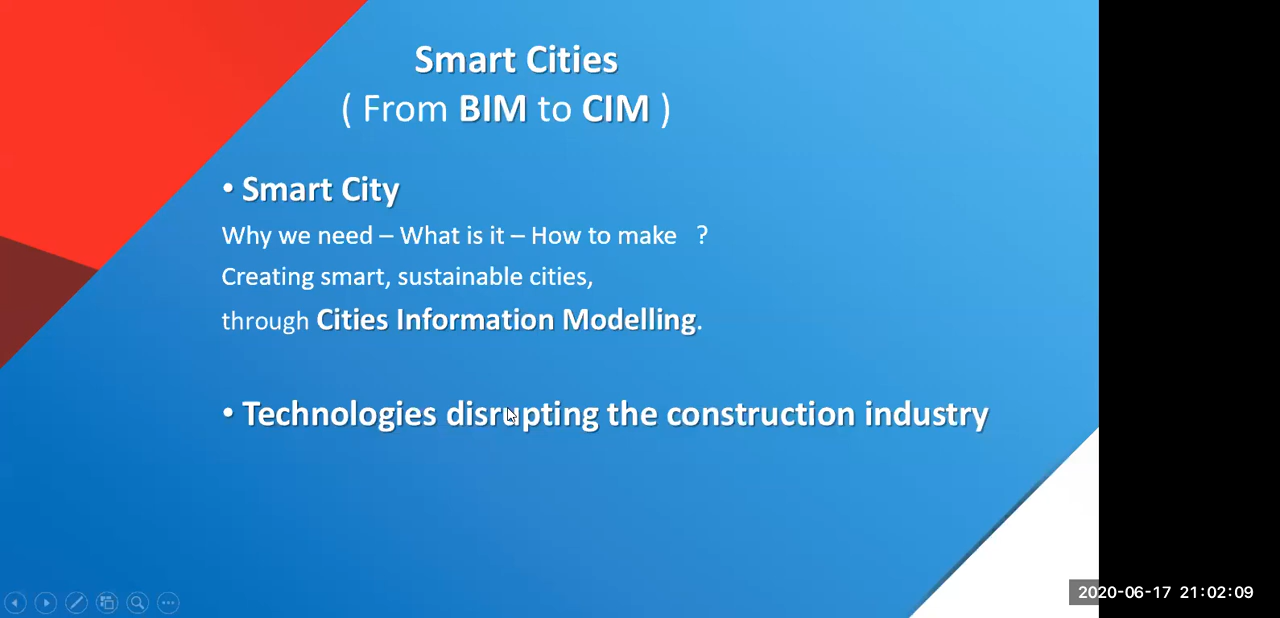 Smart Cities
( From BIM to CIM )
• Smart City
Why we need – What is it – How to make ?
Creating smart, sustainable cities,
through Cities Information Modelling.
• Technologies disrupting the construction industry
2020-06-17 21:02:09